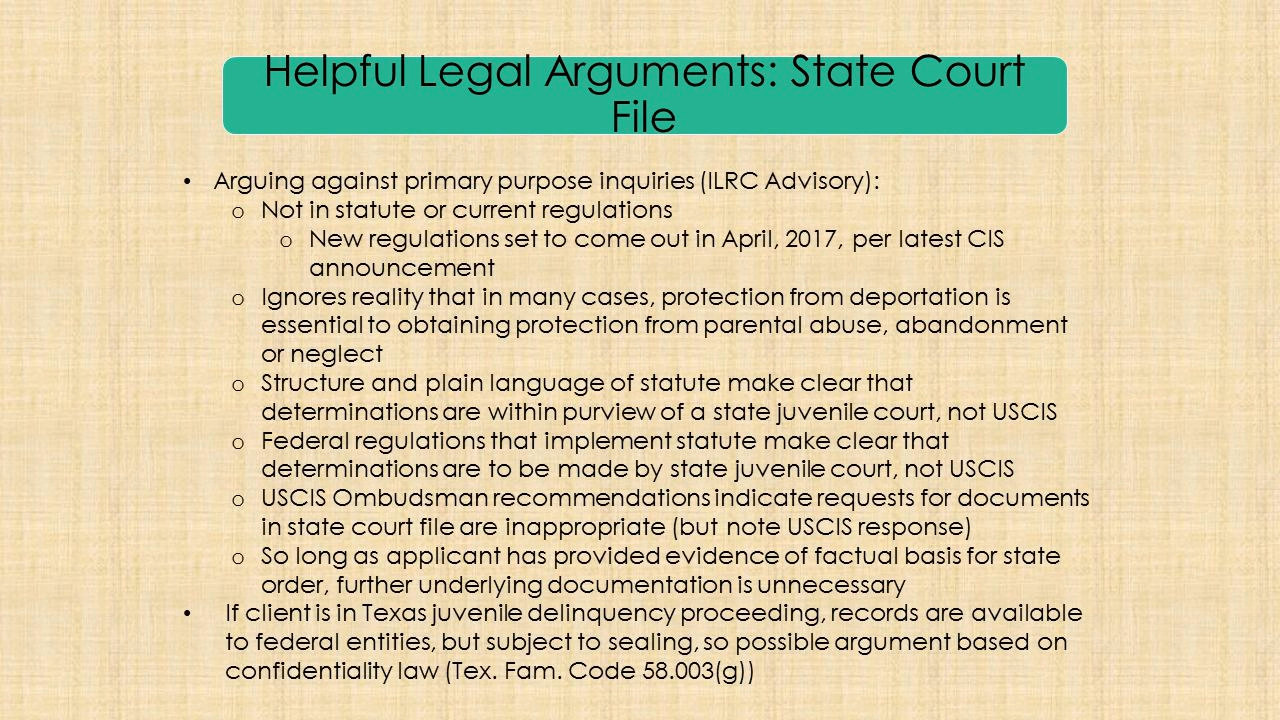 Helpful Legal Arguments: State Court
File
• Arguing against primary purpose inquiries (ILRC Advisory):
o Not in statute or current regulations
o New regulations set to come out in April, 2017, per latest CIS
announcement
o Ignores reality that in many cases, protection from deportation is
essential to obtaining protection from parental abuse, abandonment
or neglect
o Structure and plain language of statute make clear that
determinations are within purview of a state juvenile court, not USCIS
o Federal regulations that implement statute make clear that
determinations are to be made by state juvenile court, not USCIS
o USCIS Ombudsman recommendations indicate requests for documents
in state court file are inappropriate (but note USCIS response)
o So long as applicant has provided evidence of factual basis for state
order, further underlying documentation is unnecessary
• If client is in Texas juvenile delinquency proceeding, records are available
to federal entities, but subject to sealing, so possible argument based on
confidentiality law (Tex. Fam. Code 58.003(g))